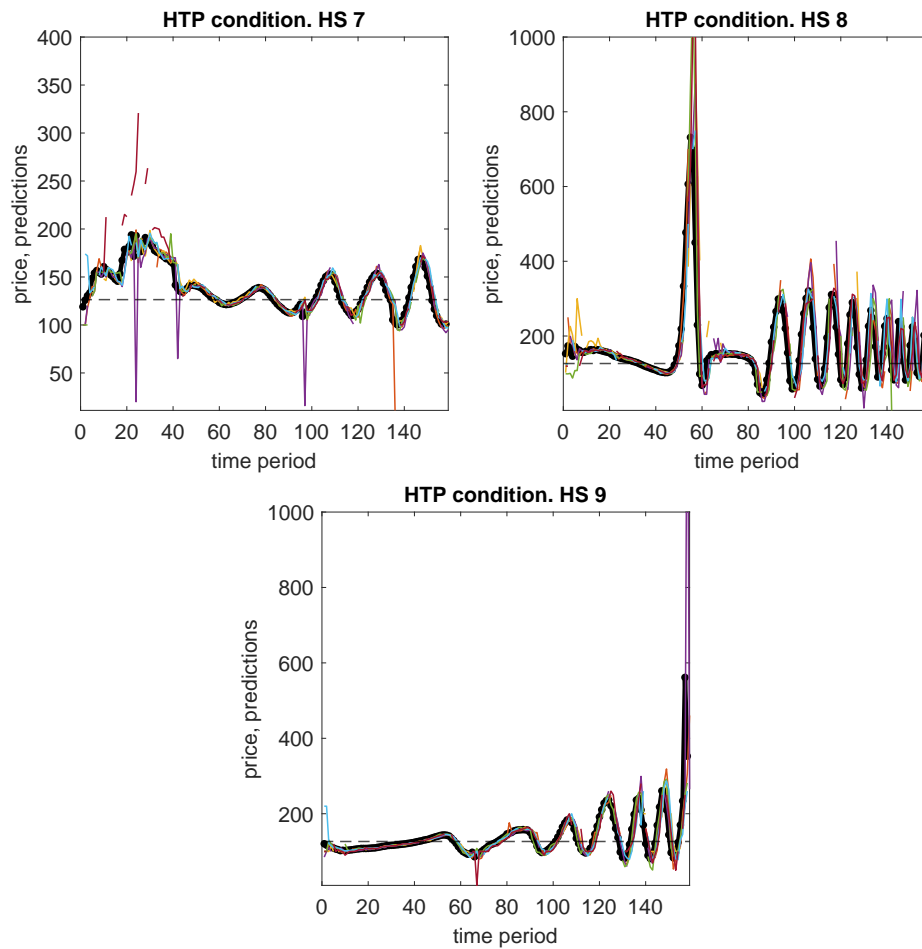 HTP condition. HS 7
400
350
300
250
200
150
100
50
price, predictions
0 20 40 60 80 100 120 140
time period
HTP condition. HS 8
1000
800
600
400
200
price, predictions
0 20 40 60 80 100 120 140
time period
HTP condition. HS 9
1000
800
600
400
200
price, predictions
0 20 40 60 80 100 120 140
time period